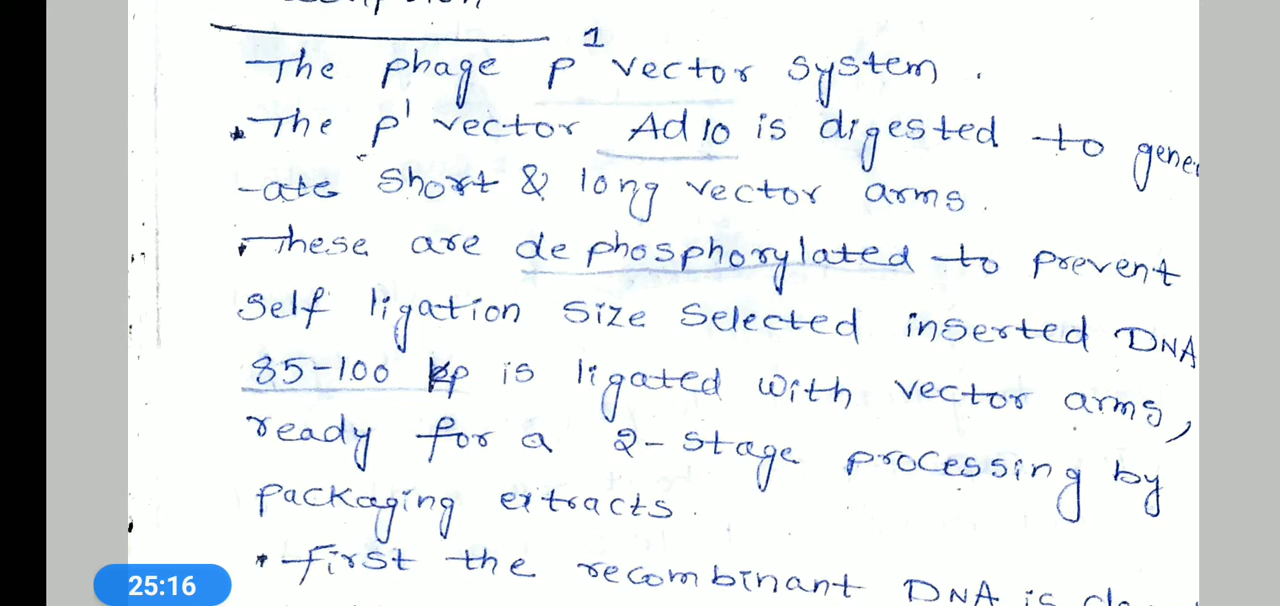 The phage p¹ vector system.
• The p' vector Ad 10 is digested to gene
-ate short & long vector arms.
• These are dephosphorylated to prevent
self ligation size selected inserted DNA
85-100 kp is ligated with vector arms,
ready for a 2-stage processing by
packaging extracts.
• first the recombinant DNA is
25:16